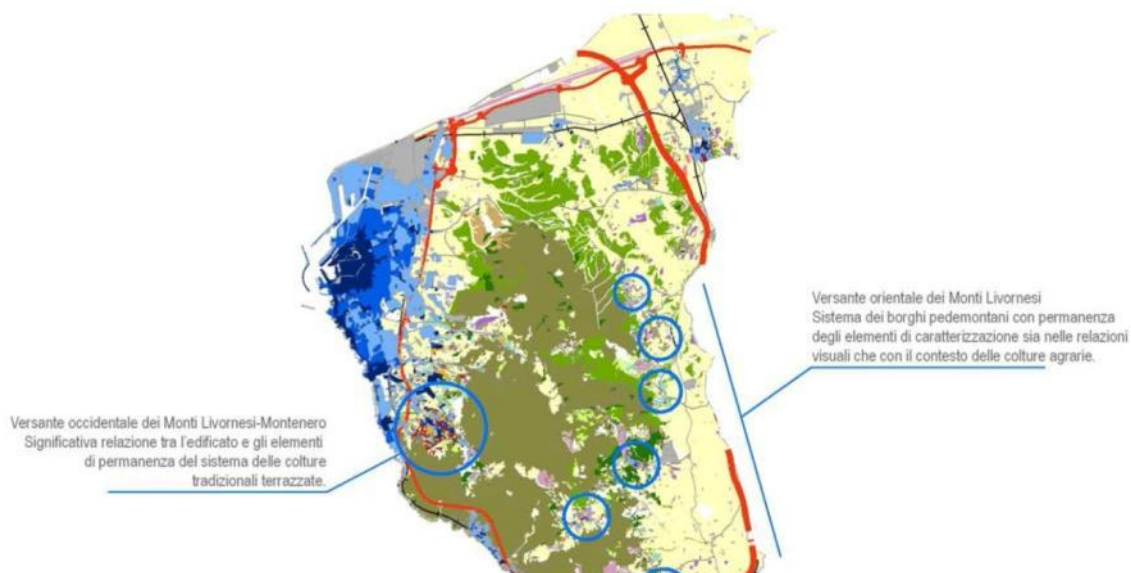 Versante orientale dei Monti Livornesi
Sistema dei borghi pedemontani con permanenza
degli elementi di caratterizzazione sia nelle relazioni
visuali che con il contesto delle colture agrarie.
Versante occidentale dei Monti Livornesi-Montenero
Significativa relazione tra l'edificato e gli elementi
di permanenza del sistema delle colture
tradizionali terrazzate.